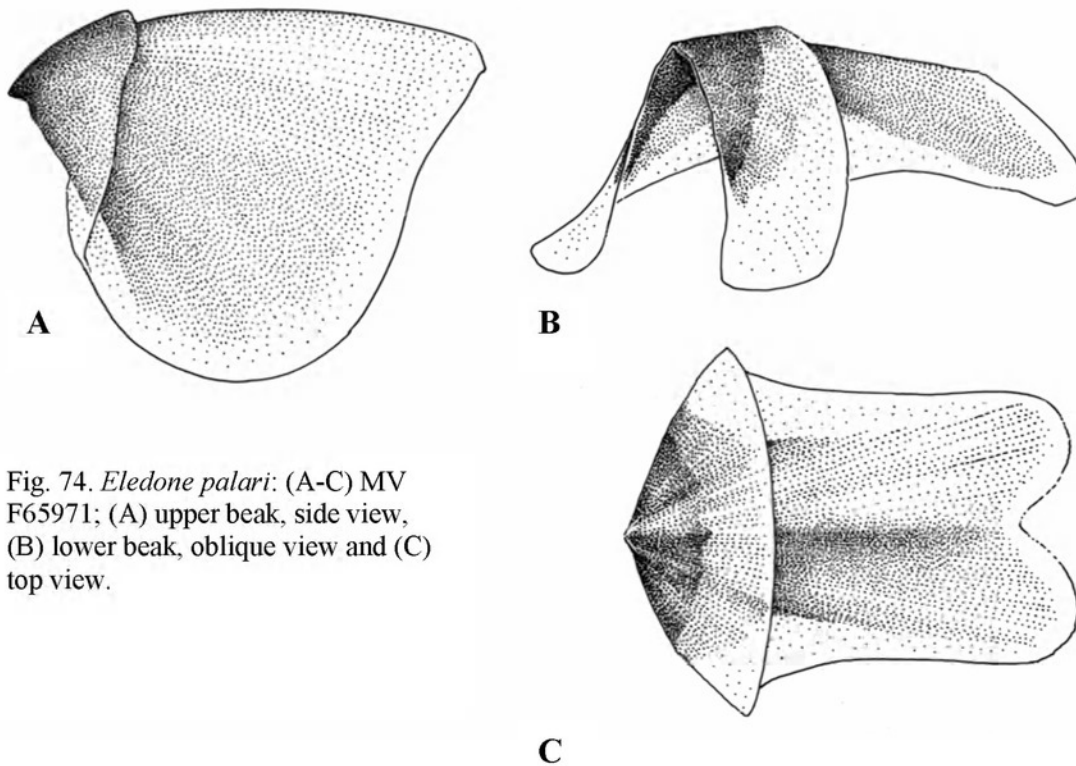 A
B
Fig. 74. Eledone palari: (A-C) MV
F65971; (A) upper beak, side view,
(B) lower beak, oblique view and (C)
top view.
C